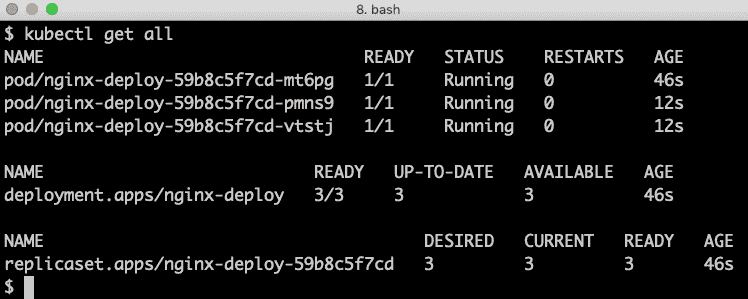 8. bash
$ kubectl get all
NAME READY STATUS RESTARTS AGE
pod/nginx-deploy-59b8c5f7cd-mt6pg 1/1 Running 0 46s
pod/nginx-deploy-59b8c5f7cd-pmns9 1/1 Running 0 12s
pod/nginx-deploy-59b8c5f7cd-vtstj 1/1 Running 0 12s
NAME READY UP-TO-DATE AVAILABLE AGE
deployment.apps/nginx-deploy 3/3 3 3 46s
NAME DESIRED CURRENT READY AGE
replicaset.apps/nginx-deploy-59b8c5f7cd 3 3 3 46s
$